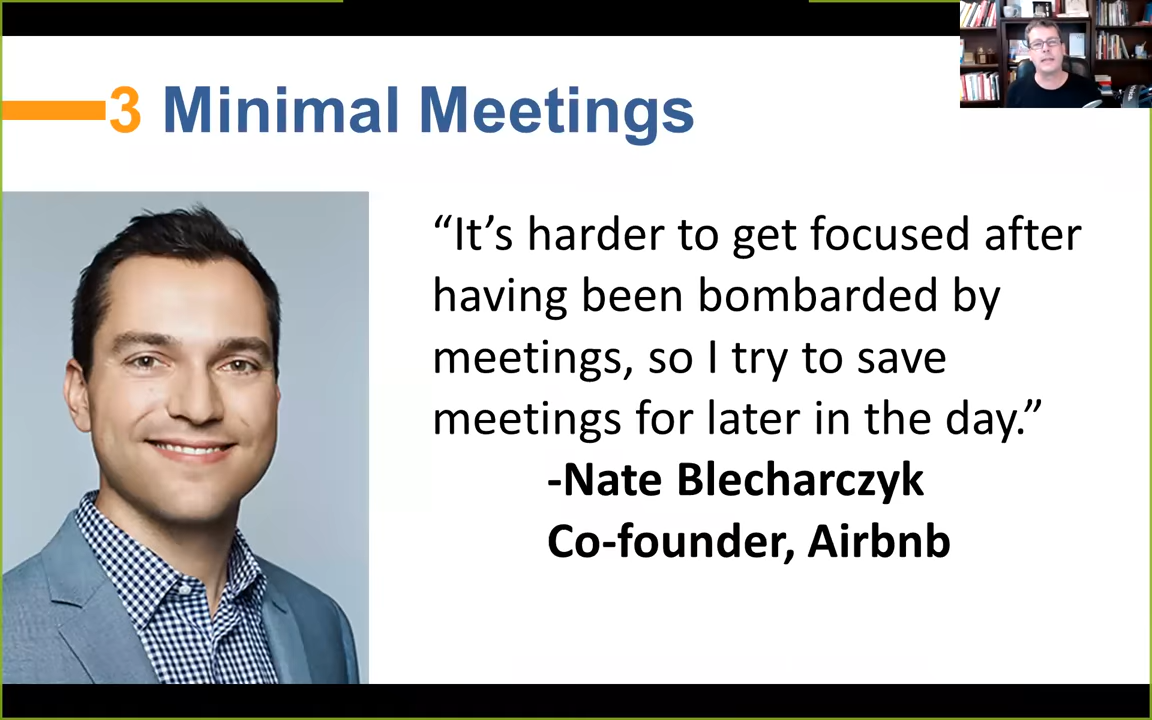 3 Minimal Meetings
“It’s harder to get focused after
having been bombarded by
meetings, so I try to save
meetings for later in the day.”
-Nate Blecharczyk
Co-founder, Airbnb